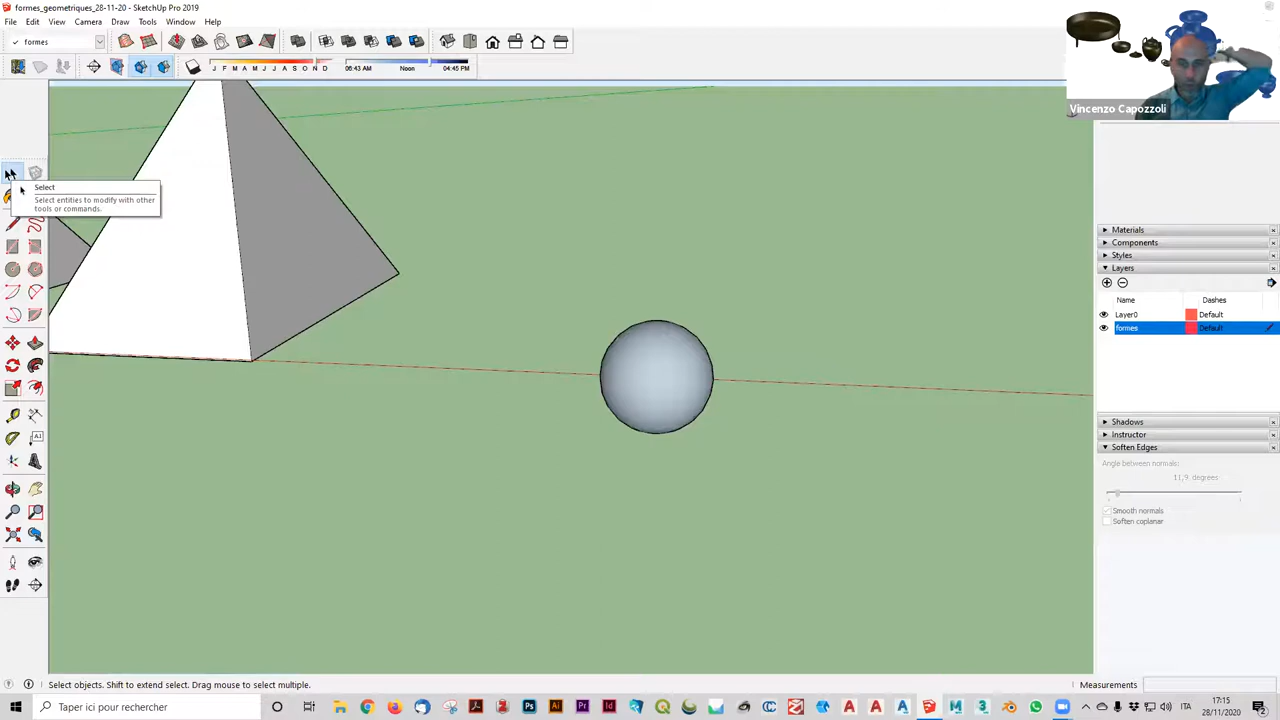 formes_geometriques_28-11-20 - SketchUp Pro 2019
File Edit View Camera Draw Tools Window Help
✓ formes
J F M A M J J A S O N D 06:43 AM Noon 04:45 PM
Vincenzo Capozzoli
Select
Select entities to modify with other
tools or commands.
Materials
Components
Styles
Layers
Name Dashes
Layer0 Default
formes Default
Shadows
Instructor
Soften Edges
Angle between normals:
11,9 degrees
Smooth normals
Soften coplanar
Select objects. Shift to extend select. Drag mouse to select multiple.
Measurements
Taper ici pour rechercher
17:15
28/11/2020